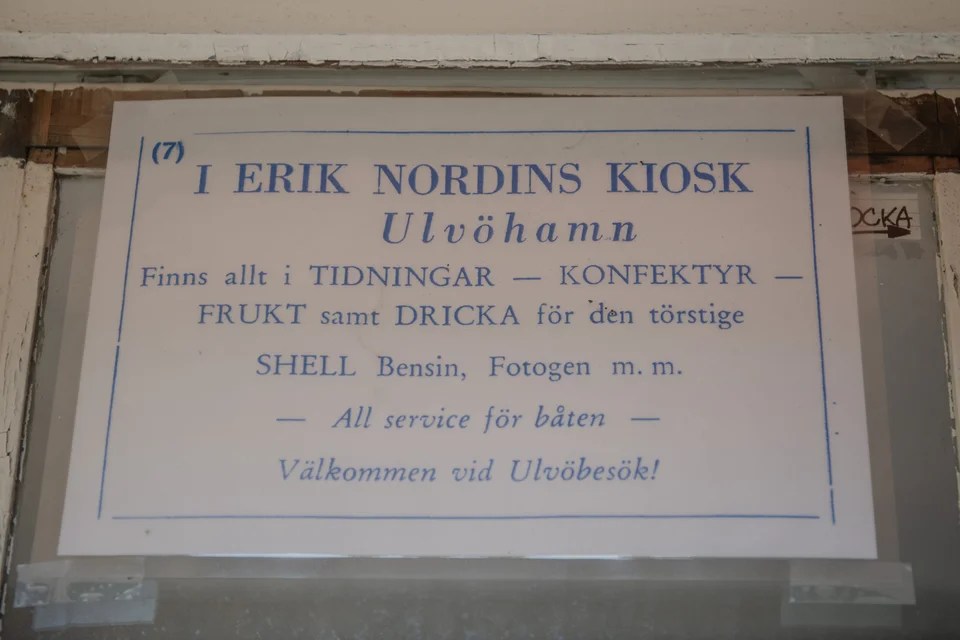 (7)
I ERIK NORDINS KIOSK
Ulvöhamn
Finns allt i TIDNINGAR — KONFEKTYR —
FRUKT samt DRICKA för den törstige
SHELL Bensin, Fotogen m. m.
— All service för båten —
Välkommen vid Ulvöbesök!
OCKA